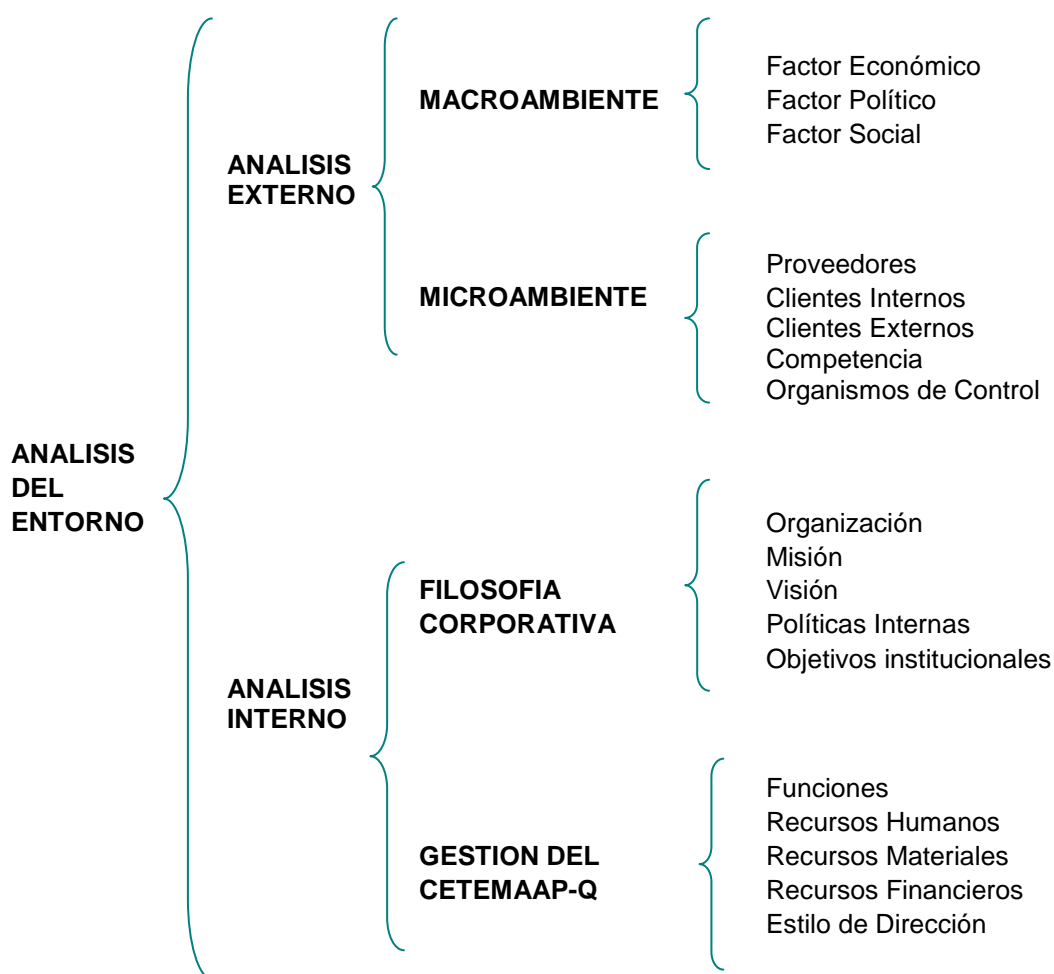 ANALISIS
DEL
ENTORNO
ANALISIS
EXTERNO
MACROAMBIENTE
Factor Económico
Factor Político
Factor Social
MICROAMBIENTE
Proveedores
Clientes Internos
Clientes Externos
Competencia
Organismos de Control
ANALISIS
INTERNO
FILOSOFIA
CORPORATIVA
Organización
Misión
Visión
Políticas Internas
Objetivos institucionales
GESTION DEL
CETEMAAP-Q
Funciones
Recursos Humanos
Recursos Materiales
Recursos Financieros
Estilo de Dirección